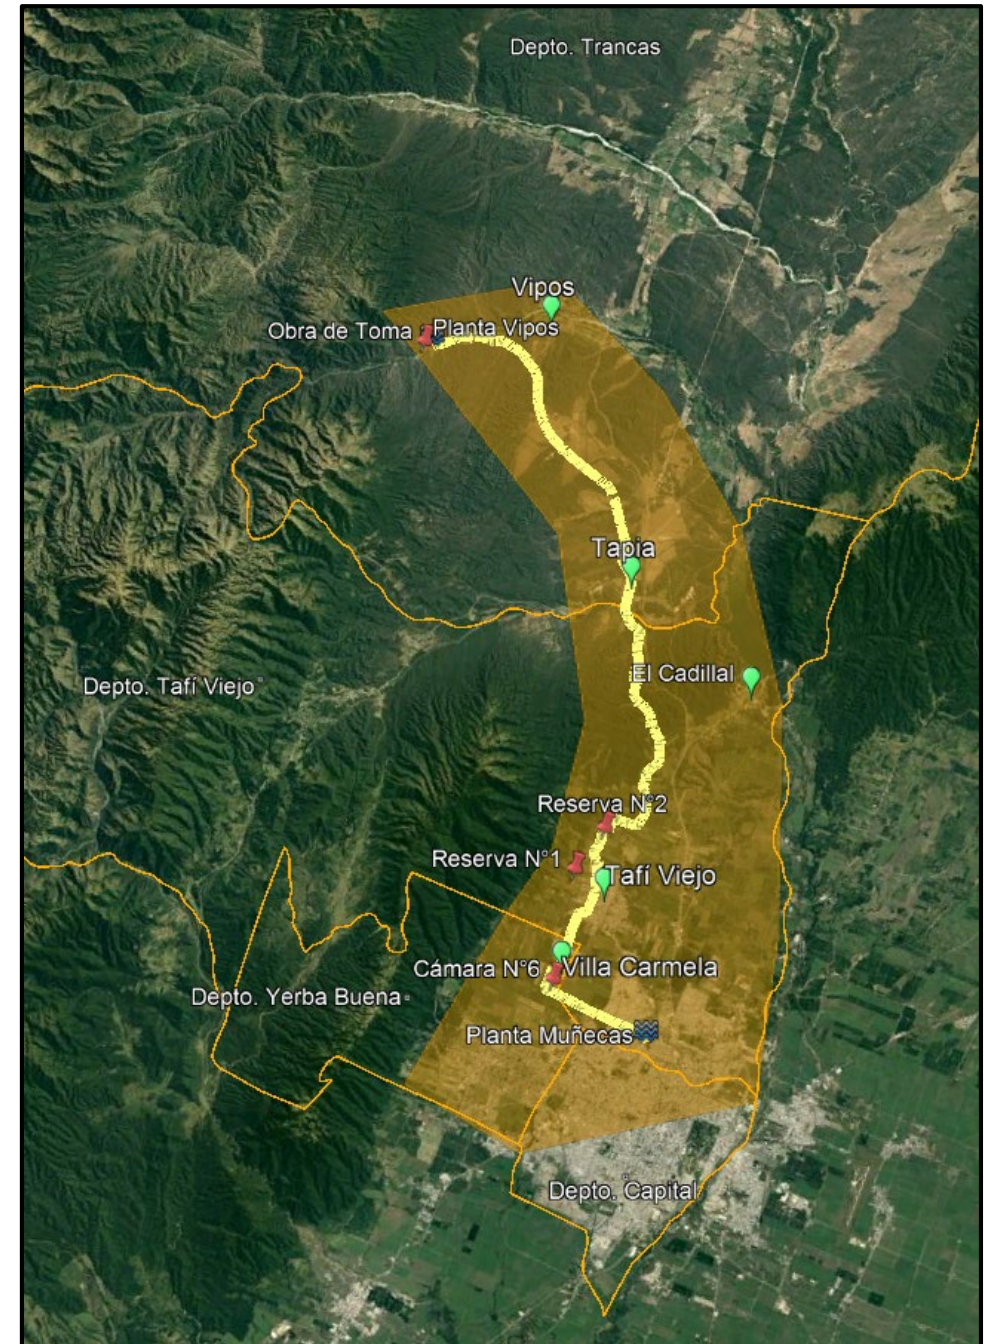 Depto. Trancas
Vipos
Obra de Toma
Planta Vipos
Tapia
El Cadillal
Depto. Tafí Viejo
Reserva N°2
Reserva N°1
Tafí Viejo
Cámara N°6
Villa Carmela
Depto. Yerba Buena
Planta Muñecas
Depto. Capital